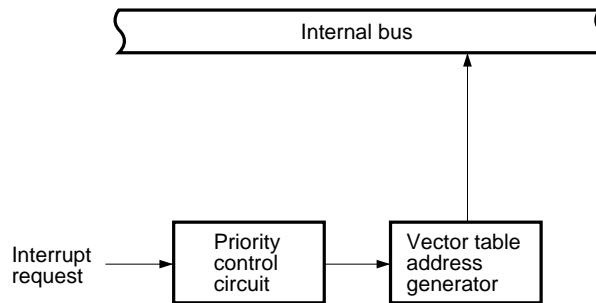 Internal bus
Interrupt
request
Priority
control
circuit
Vector table
address
generator